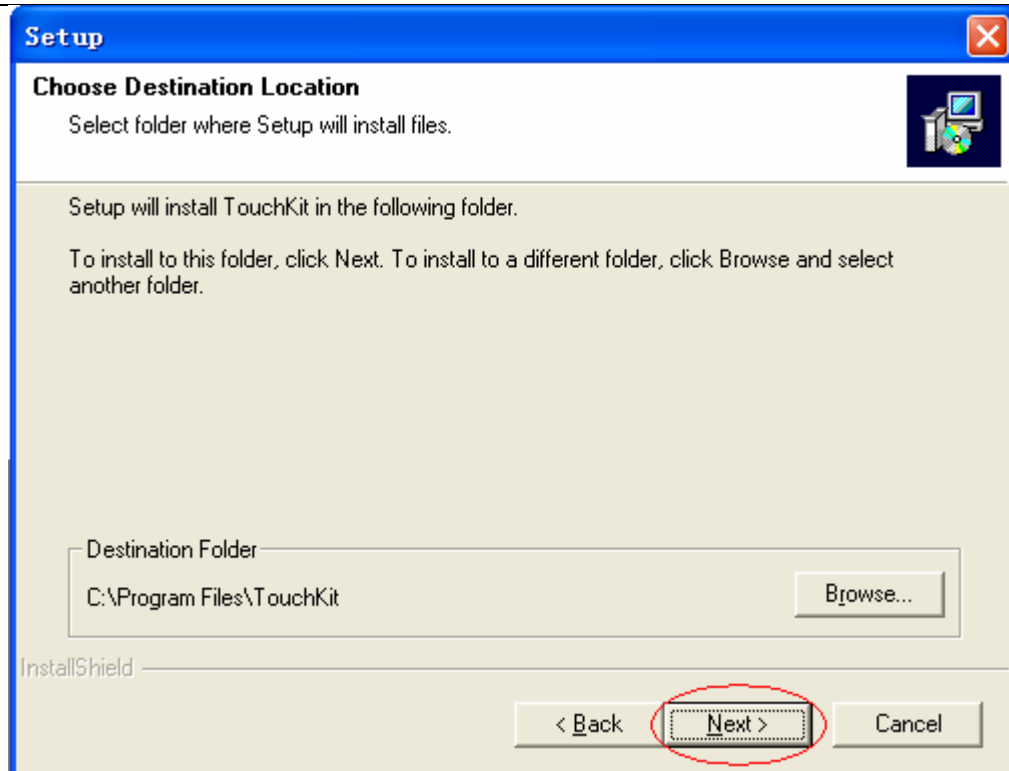 Setup
Choose Destination Location
Select folder where Setup will install files.
Setup will install TouchKit in the following folder.
To install to this folder, click Next. To install to a different folder, click Browse and select
another folder.
Destination Folder
C:\Program Files\TouchKit
Browse...
InstallShield
< Back
Next >
Cancel